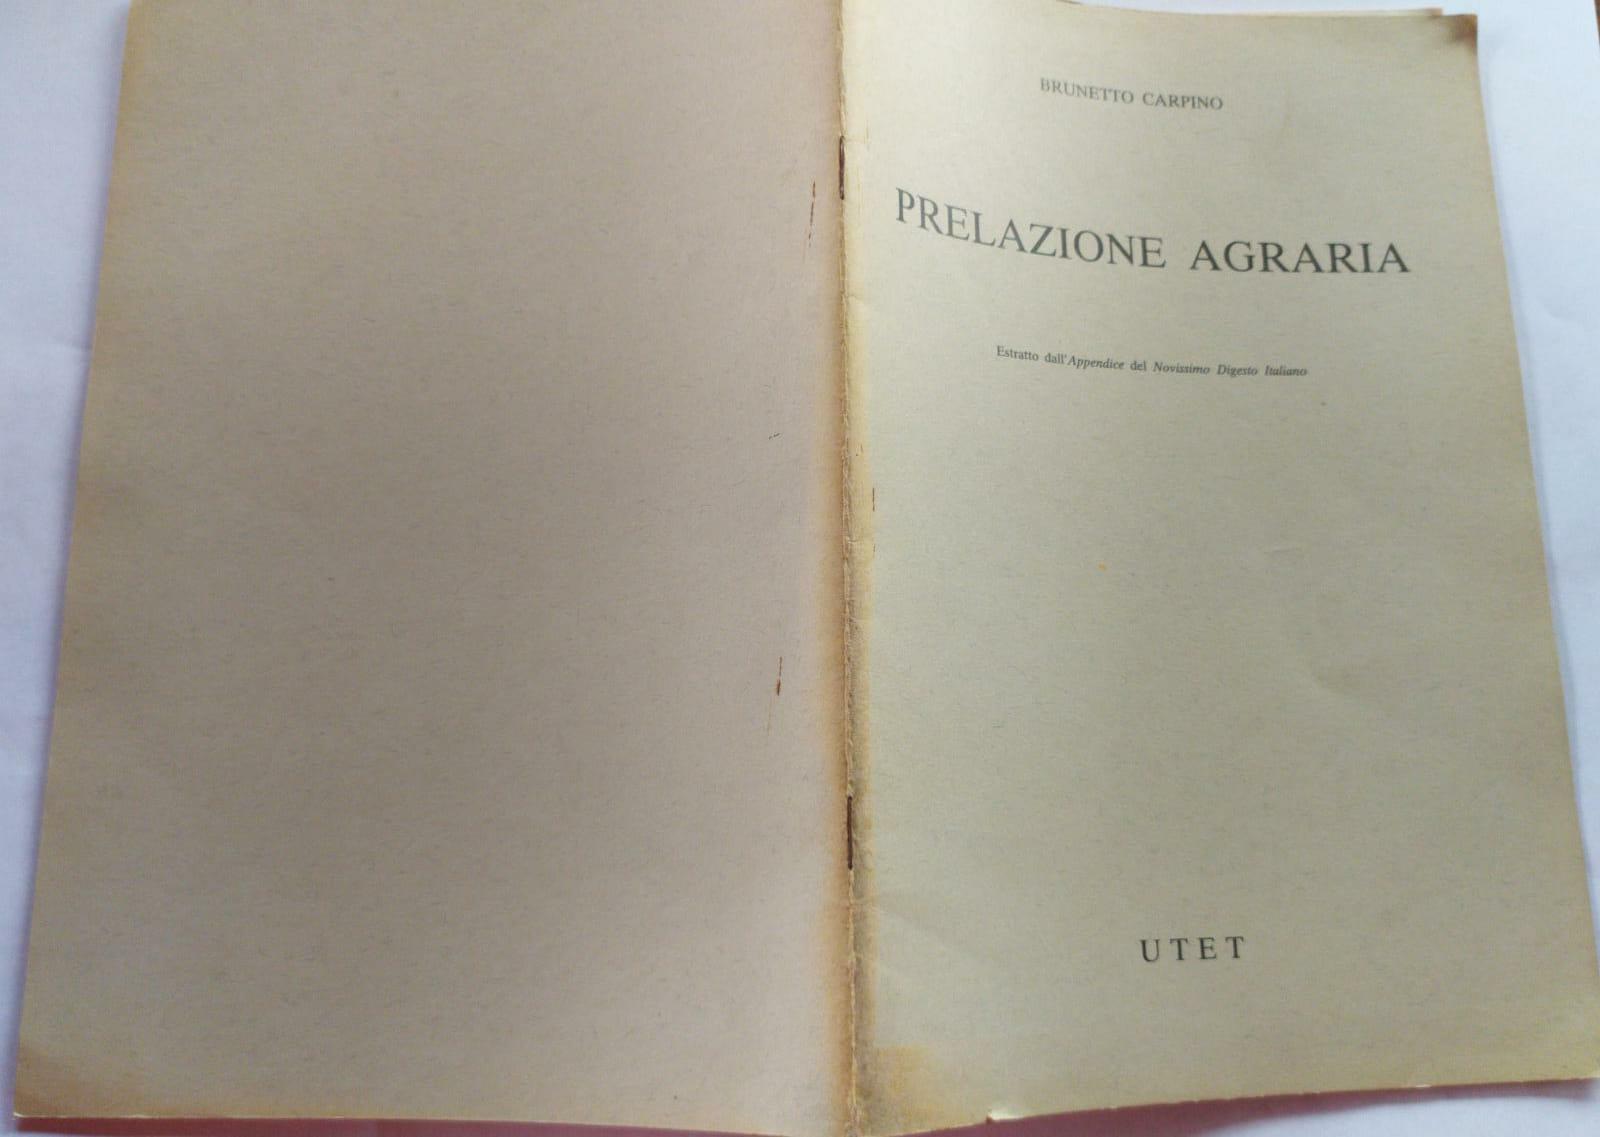 BRUNETTO CARPINO
PRELAZIONE AGRARIA
Estratto dall'Appendice del Novissimo Digesto Italiano
UTET